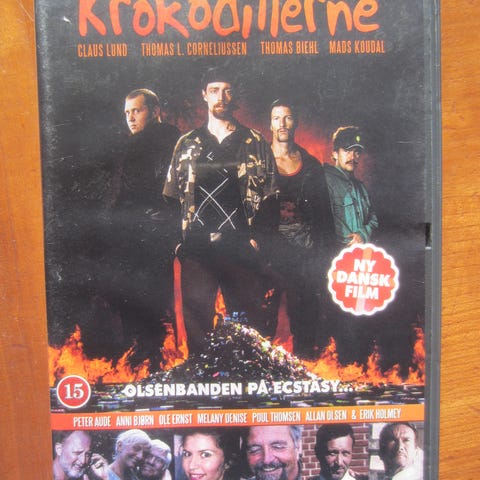 Krokodillerne
CLAUS LUND THOMAS L. CORNELIUSSEN THOMAS BIEHL MADS KOUDAL
NY
DANSK
FILM
15
OLSENBANDEN PÅ ECSTASY...
PETER AUDE ANNI BJØRN OLE ERNST MELANY DENISE POUL THOMSEN ALLAN OLSEN & ERIK HOLMEY